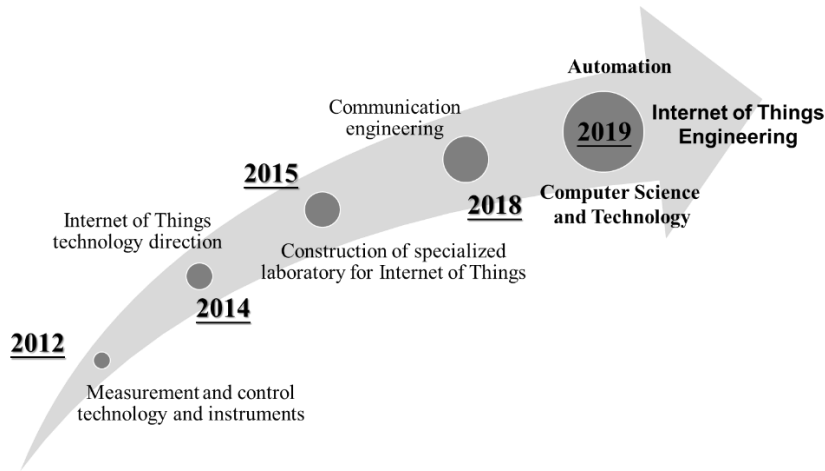 Automation
Internet of Things
Engineering
2019
Computer Science
and Technology
Communication
engineering
2018
2015
Construction of specialized
laboratory for Internet of Things
Internet of Things
technology direction
2014
2012
Measurement and control
technology and instruments